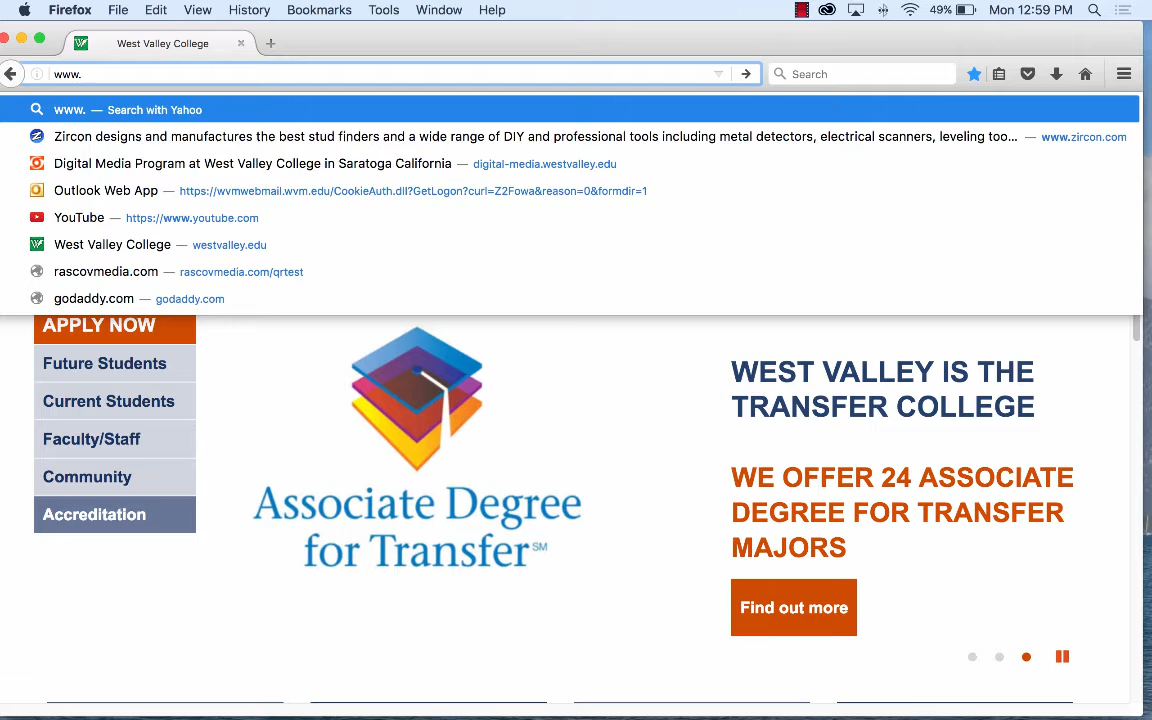 Firefox File Edit View History Bookmarks Tools Window Help 49% Mon 12:59 PM
West Valley College
www. Search
www. — Search with Yahoo
Zircon designs and manufactures the best stud finders and a wide range of DIY and professional tools including metal detectors, electrical scanners, leveling too... — www.zircon.com
Digital Media Program at West Valley College in Saratoga California — digital-media.westvalley.edu
Outlook Web App — https://wvmwebmail.wvm.edu/CookieAuth.dll?GetLogon?curl=Z2Fowa&reason=0&formdir=1
YouTube — https://www.youtube.com
West Valley College — westvalley.edu
rascovmedia.com — rascovmedia.com/qrtest
godaddy.com — godaddy.com
APPLY NOW
Future Students
Current Students
Faculty/Staff
Community
Accreditation
Associate Degree
for Transfer℠
WEST VALLEY IS THE
TRANSFER COLLEGE
WE OFFER 24 ASSOCIATE
DEGREE FOR TRANSFER
MAJORS
Find out more